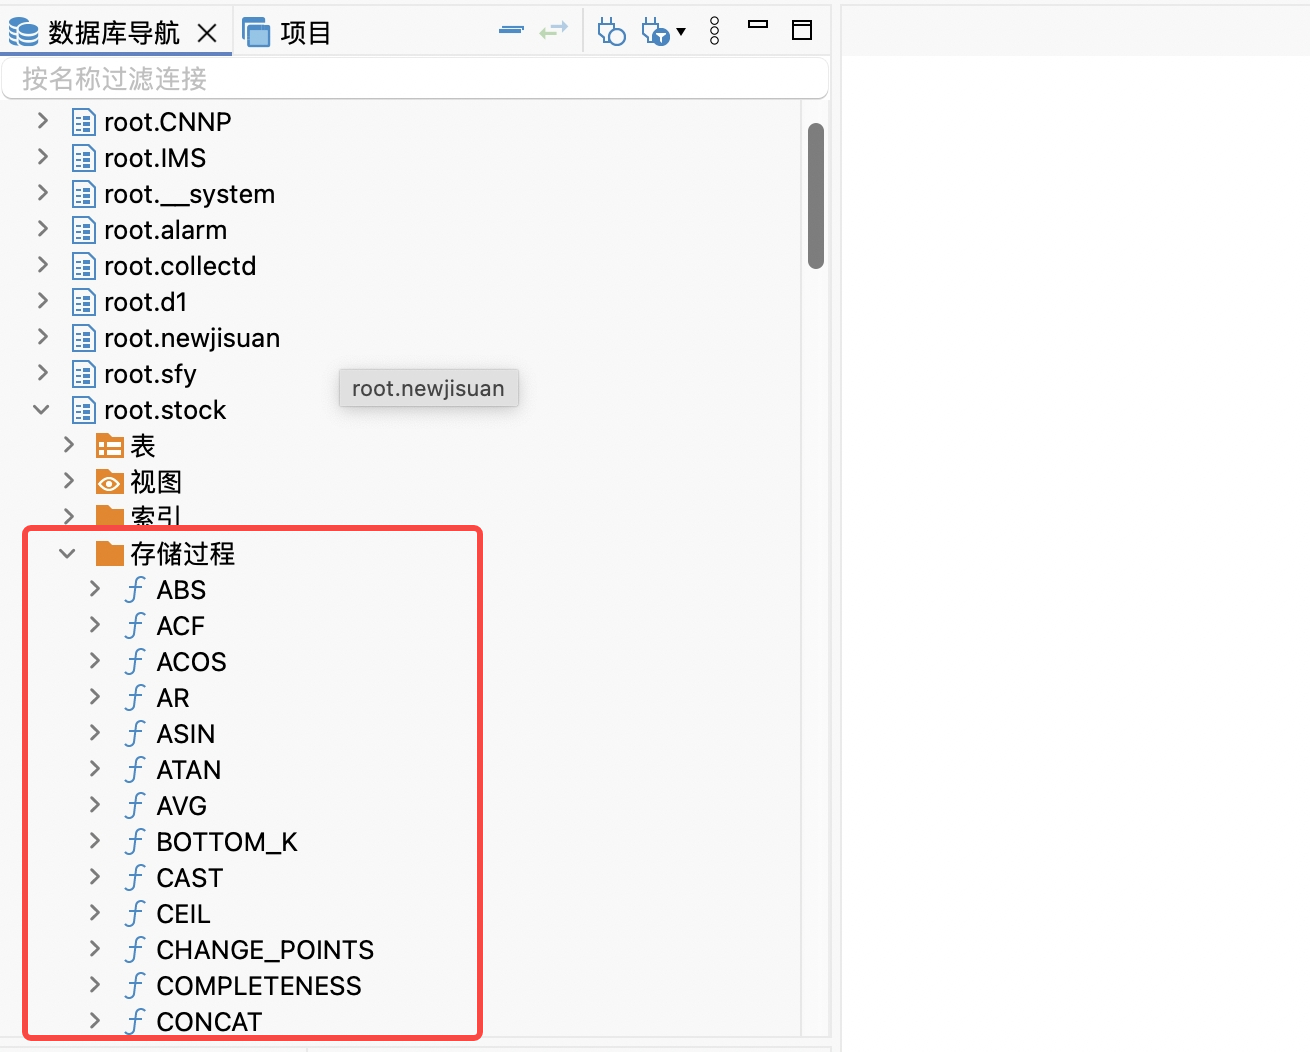 数据库导航
项目
按名称过滤连接
root.CNNP
root.IMS
root.__system
root.alarm
root.collectd
root.d1
root.newjisuan
root.sfy
root.newjisuan
root.stock
表
视图
索引
存储过程
ABS
ACF
ACOS
AR
ASIN
ATAN
AVG
BOTTOM_K
CAST
CEIL
CHANGE_POINTS
COMPLETENESS
CONCAT